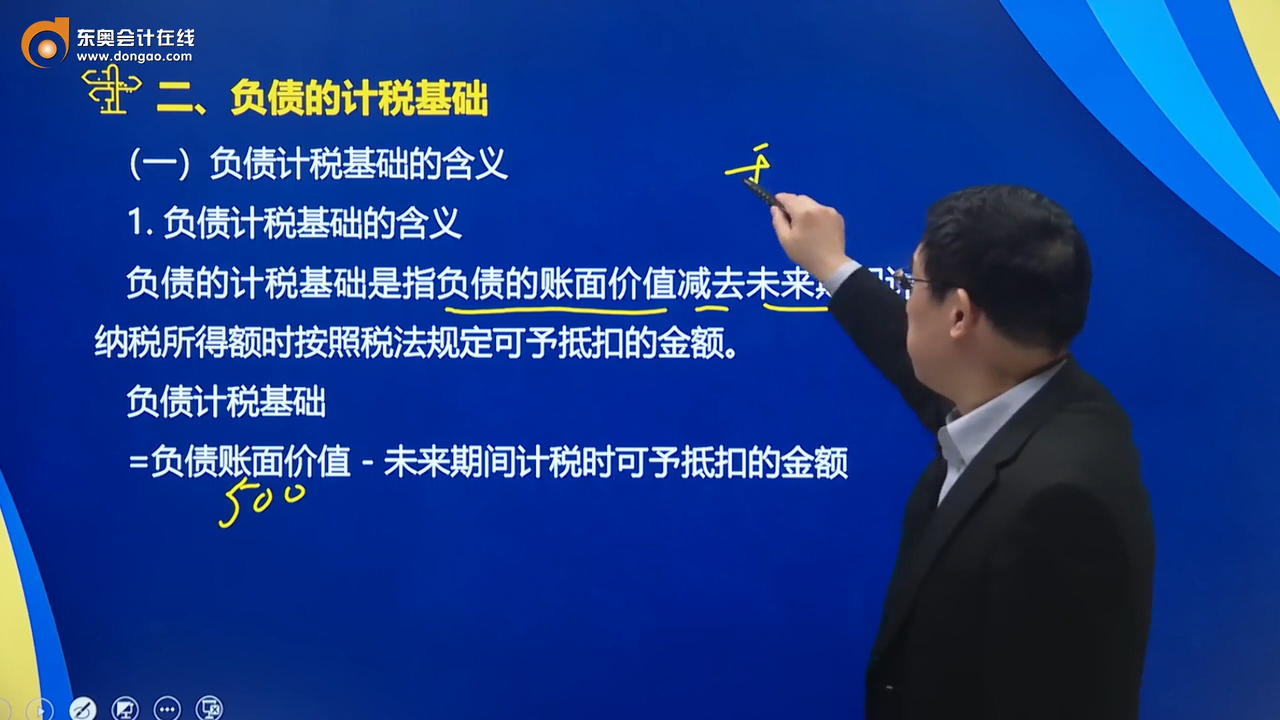 东奥会计在线
www.dongao.com
二、负债的计税基础
（一）负债计税基础的含义
1. 负债计税基础的含义
负债的计税基础是指负债的账面价值减去未来期间
纳税所得额时按照税法规定可予抵扣的金额。
负债计税基础
=负债账面价值 - 未来期间计税时可予抵扣的金额
500